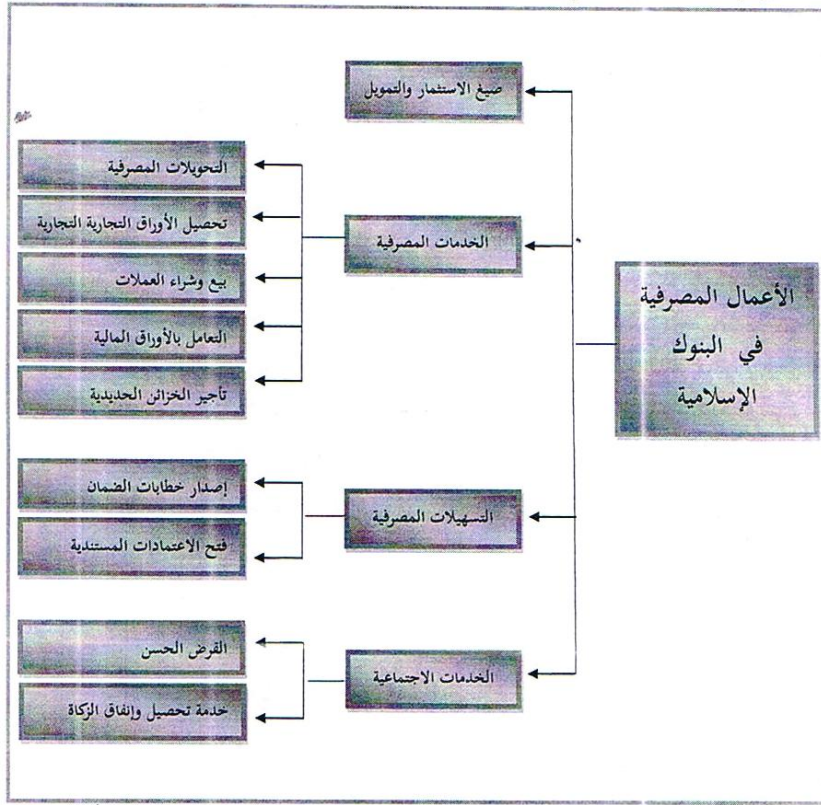 الأعمال المصرفية
في البنوك
الإسلامية
صيغ الاستثمار والتمويل
الخدمات المصرفية
التحويلات المصرفية
تحصيل الأوراق التجارية التجارية
بيع وشراء العملات
التعامل بالأوراق المالية
تأجير الخزائن الحديدية
التسهيلات المصرفية
إصدار خطابات الضمان
فتح الاعتمادات المستندية
الخدمات الاجتماعية
القرض الحسن
خدمة تحصيل وإنفاق الزكاة